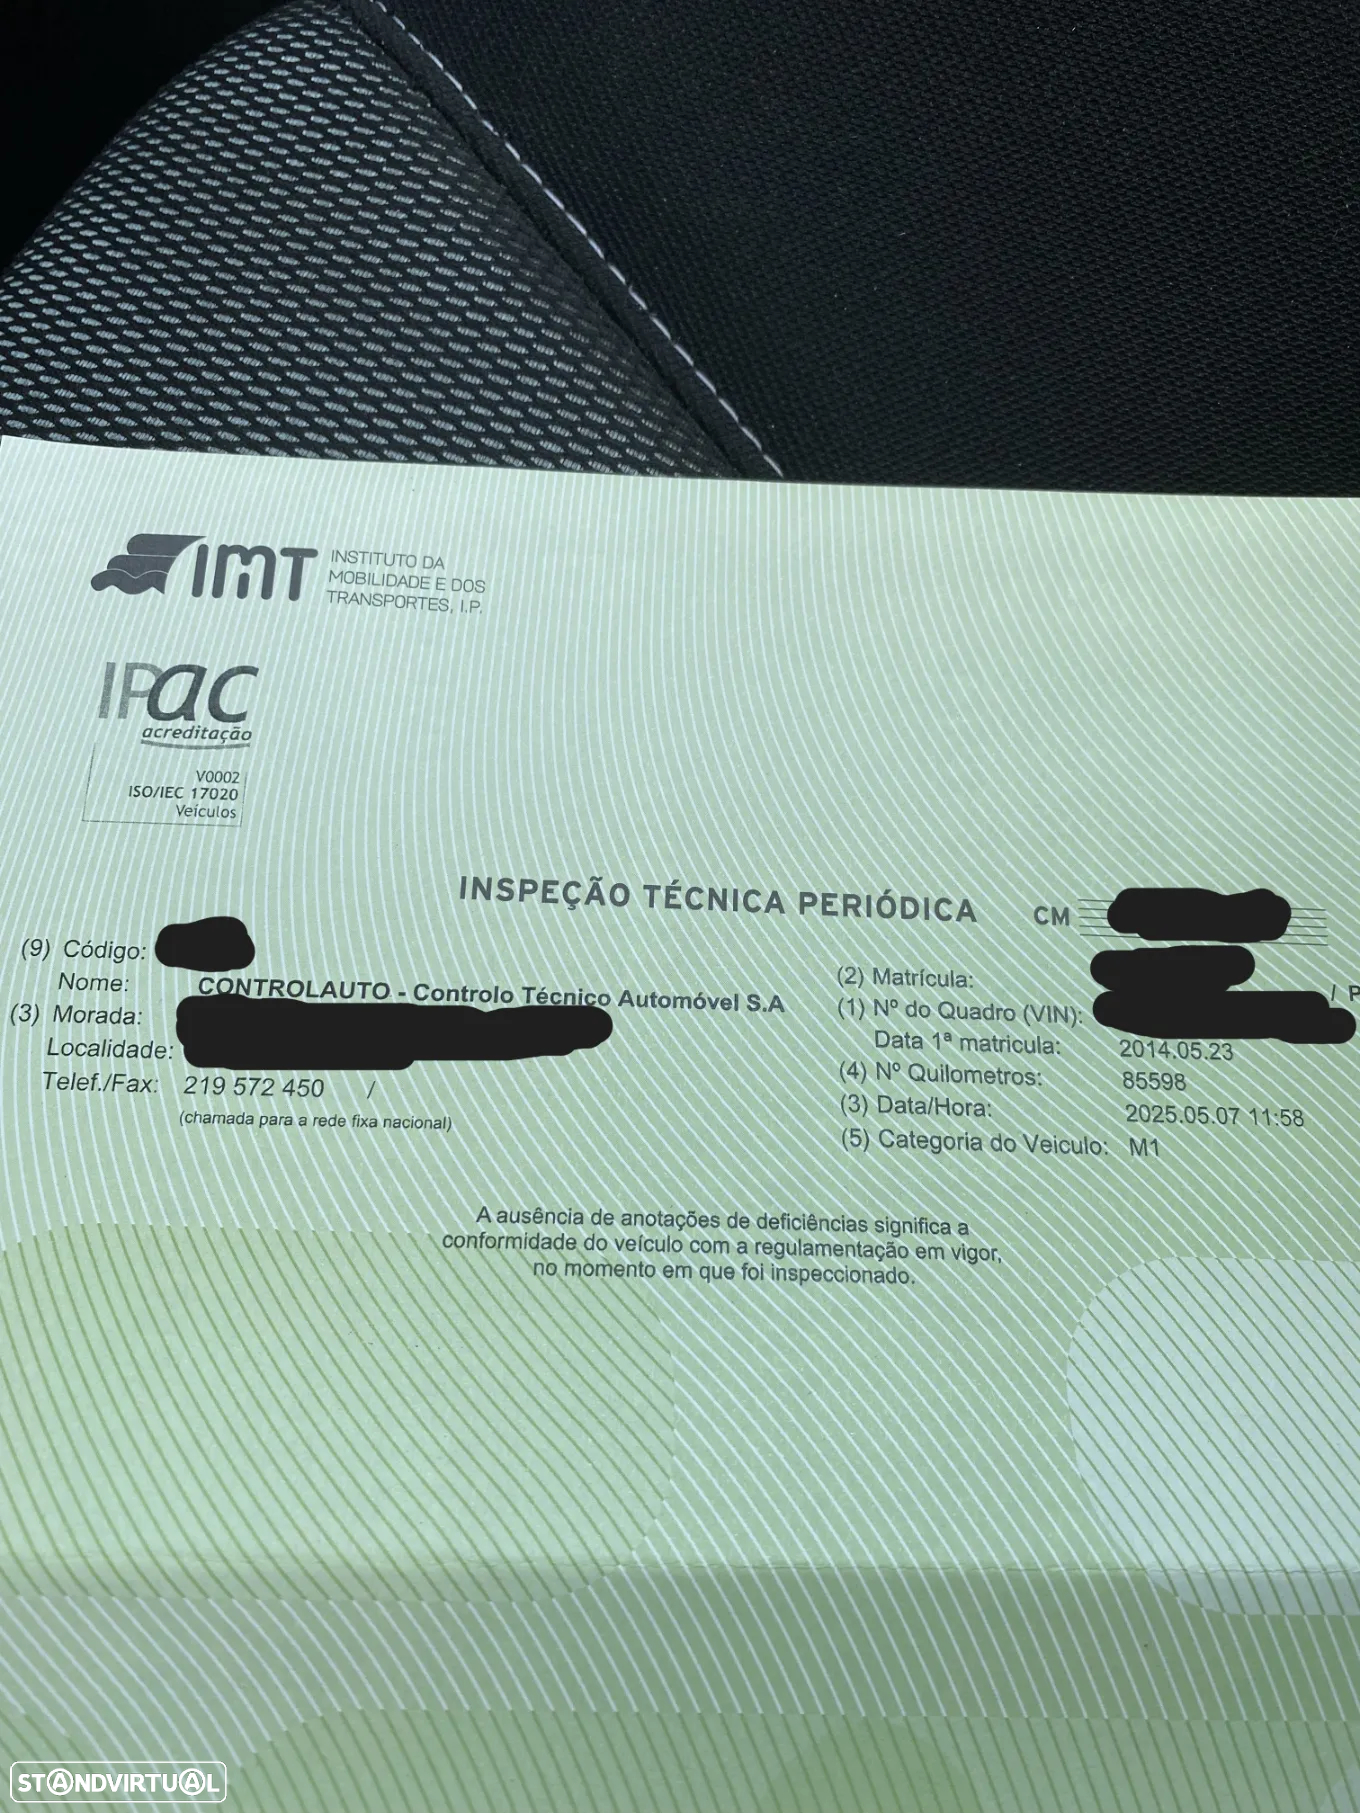 IMT INSTITUTO DA
MOBILIDADE E DOS
TRANSPORTES, I.P.
IPac
acreditação
V0002
ISO/IEC 17020
Veículos
INSPEÇÃO TÉCNICA PERIÓDICA CM
(9) Código:
Nome: CONTROLAUTO - Controlo Técnico Automóvel S.A
(3) Morada:
Localidade:
Telef./Fax: 219 572 450 /
(chamada para a rede fixa nacional)
(2) Matrícula:
(1) Nº do Quadro (VIN): / P
Data 1ª matricula: 2014.05.23
(4) Nº Quilometros: 85598
(3) Data/Hora: 2025.05.07 11:58
(5) Categoria do Veiculo: M1
A ausência de anotações de deficiências significa a
conformidade do veículo com a regulamentação em vigor,
no momento em que foi inspeccionado.
STANDVIRTUAL